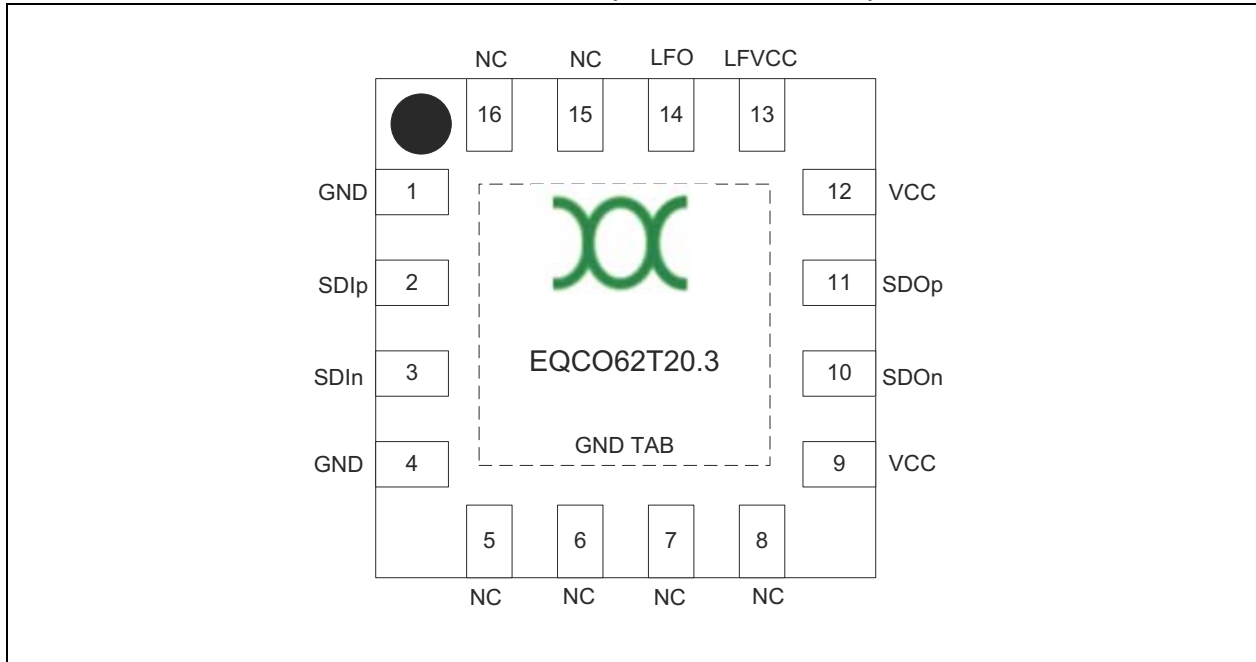 NC NC LFO LFVCC
16 15 14 13
GND 1 12 VCC
SDIp 2 11 SDOp
EQCO62T20.3
SDIn 3 10 SDOn
GND TAB
GND 4 9 VCC
5 6 7 8
NC NC NC NC